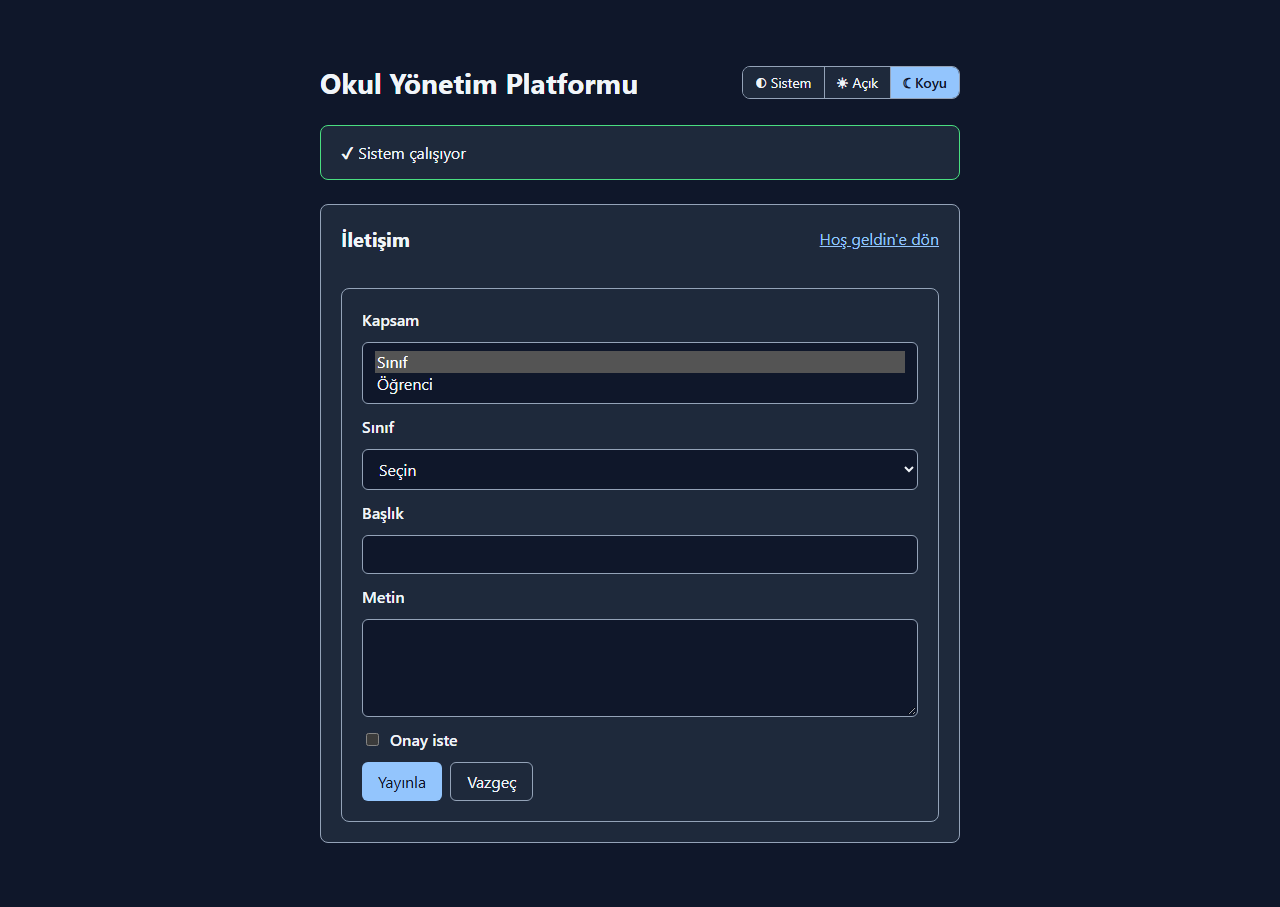 Okul Yönetim Platformu
◐ Sistem ☀ Açık ☾ Koyu
✓ Sistem çalışıyor
İletişim
Hoş geldin'e dön
Kapsam
Sınıf
Öğrenci
Sınıf
Seçin
Başlık
Metin
Onay iste
Yayınla Vazgeç